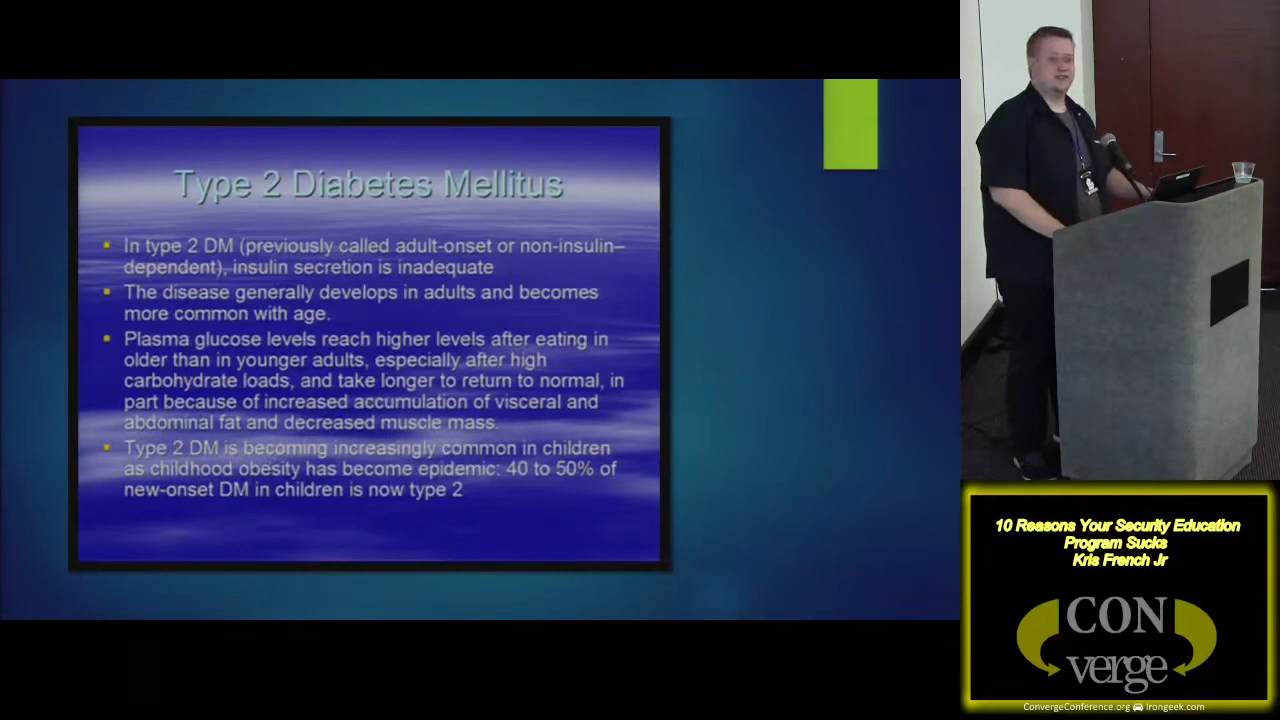 Type 2 Diabetes Mellitus
In type 2 DM (previously called adult-onset or non-insulin–
dependent), insulin secretion is inadequate
The disease generally develops in adults and becomes
more common with age.
Plasma glucose levels reach higher levels after eating in
older than in younger adults, especially after high
carbohydrate loads, and take longer to return to normal, in
part because of increased accumulation of visceral and
abdominal fat and decreased muscle mass.
Type 2 DM is becoming increasingly common in children
as childhood obesity has become epidemic: 40 to 50% of
new-onset DM in children is now type 2
10 Reasons Your Security Education
Program Sucks
Kris French Jr
CON
verge
ConvergeConference.org Irongeek.com